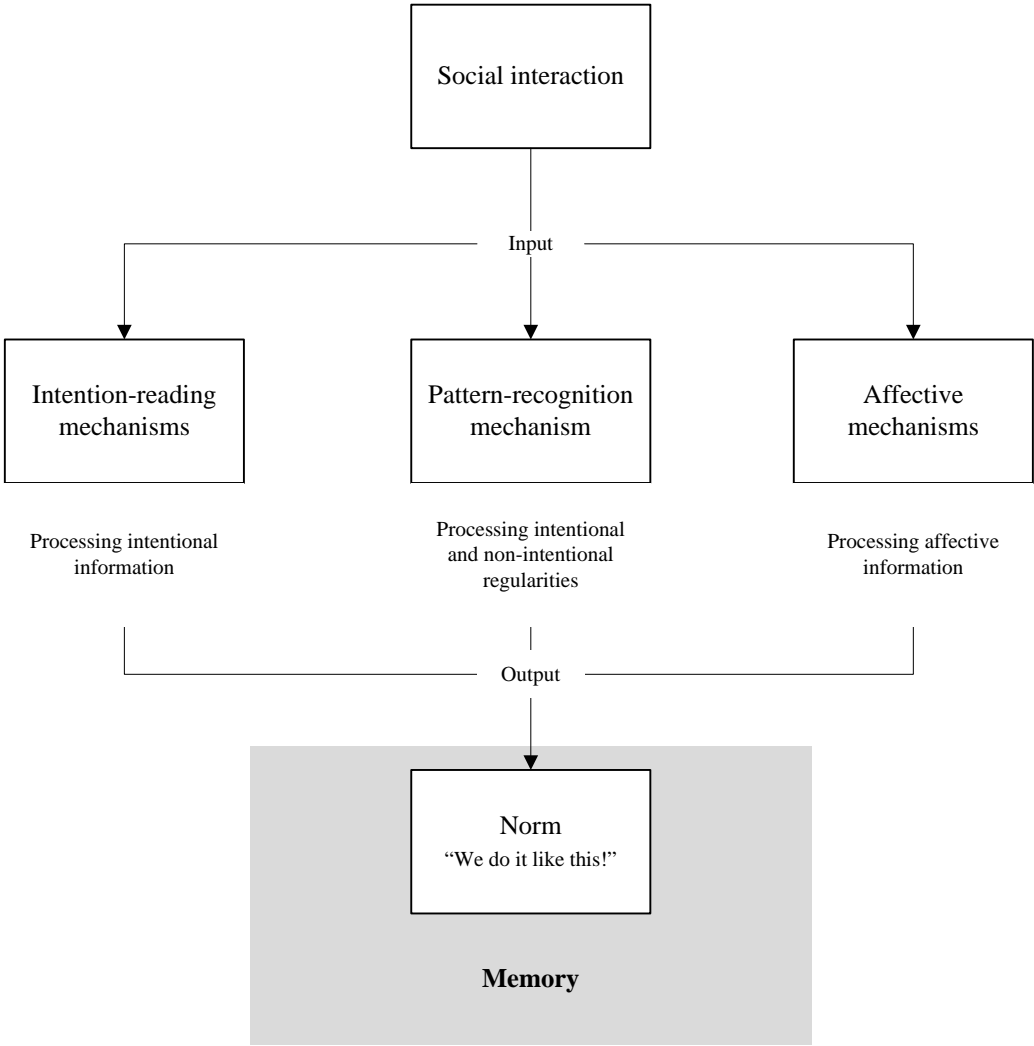 Social interaction
Input
Intention-reading
mechanisms
Pattern-recognition
mechanism
Affective
mechanisms
Processing intentional
information
Processing intentional
and non-intentional
regularities
Processing affective
information
Output
Norm
“We do it like this!”
Memory